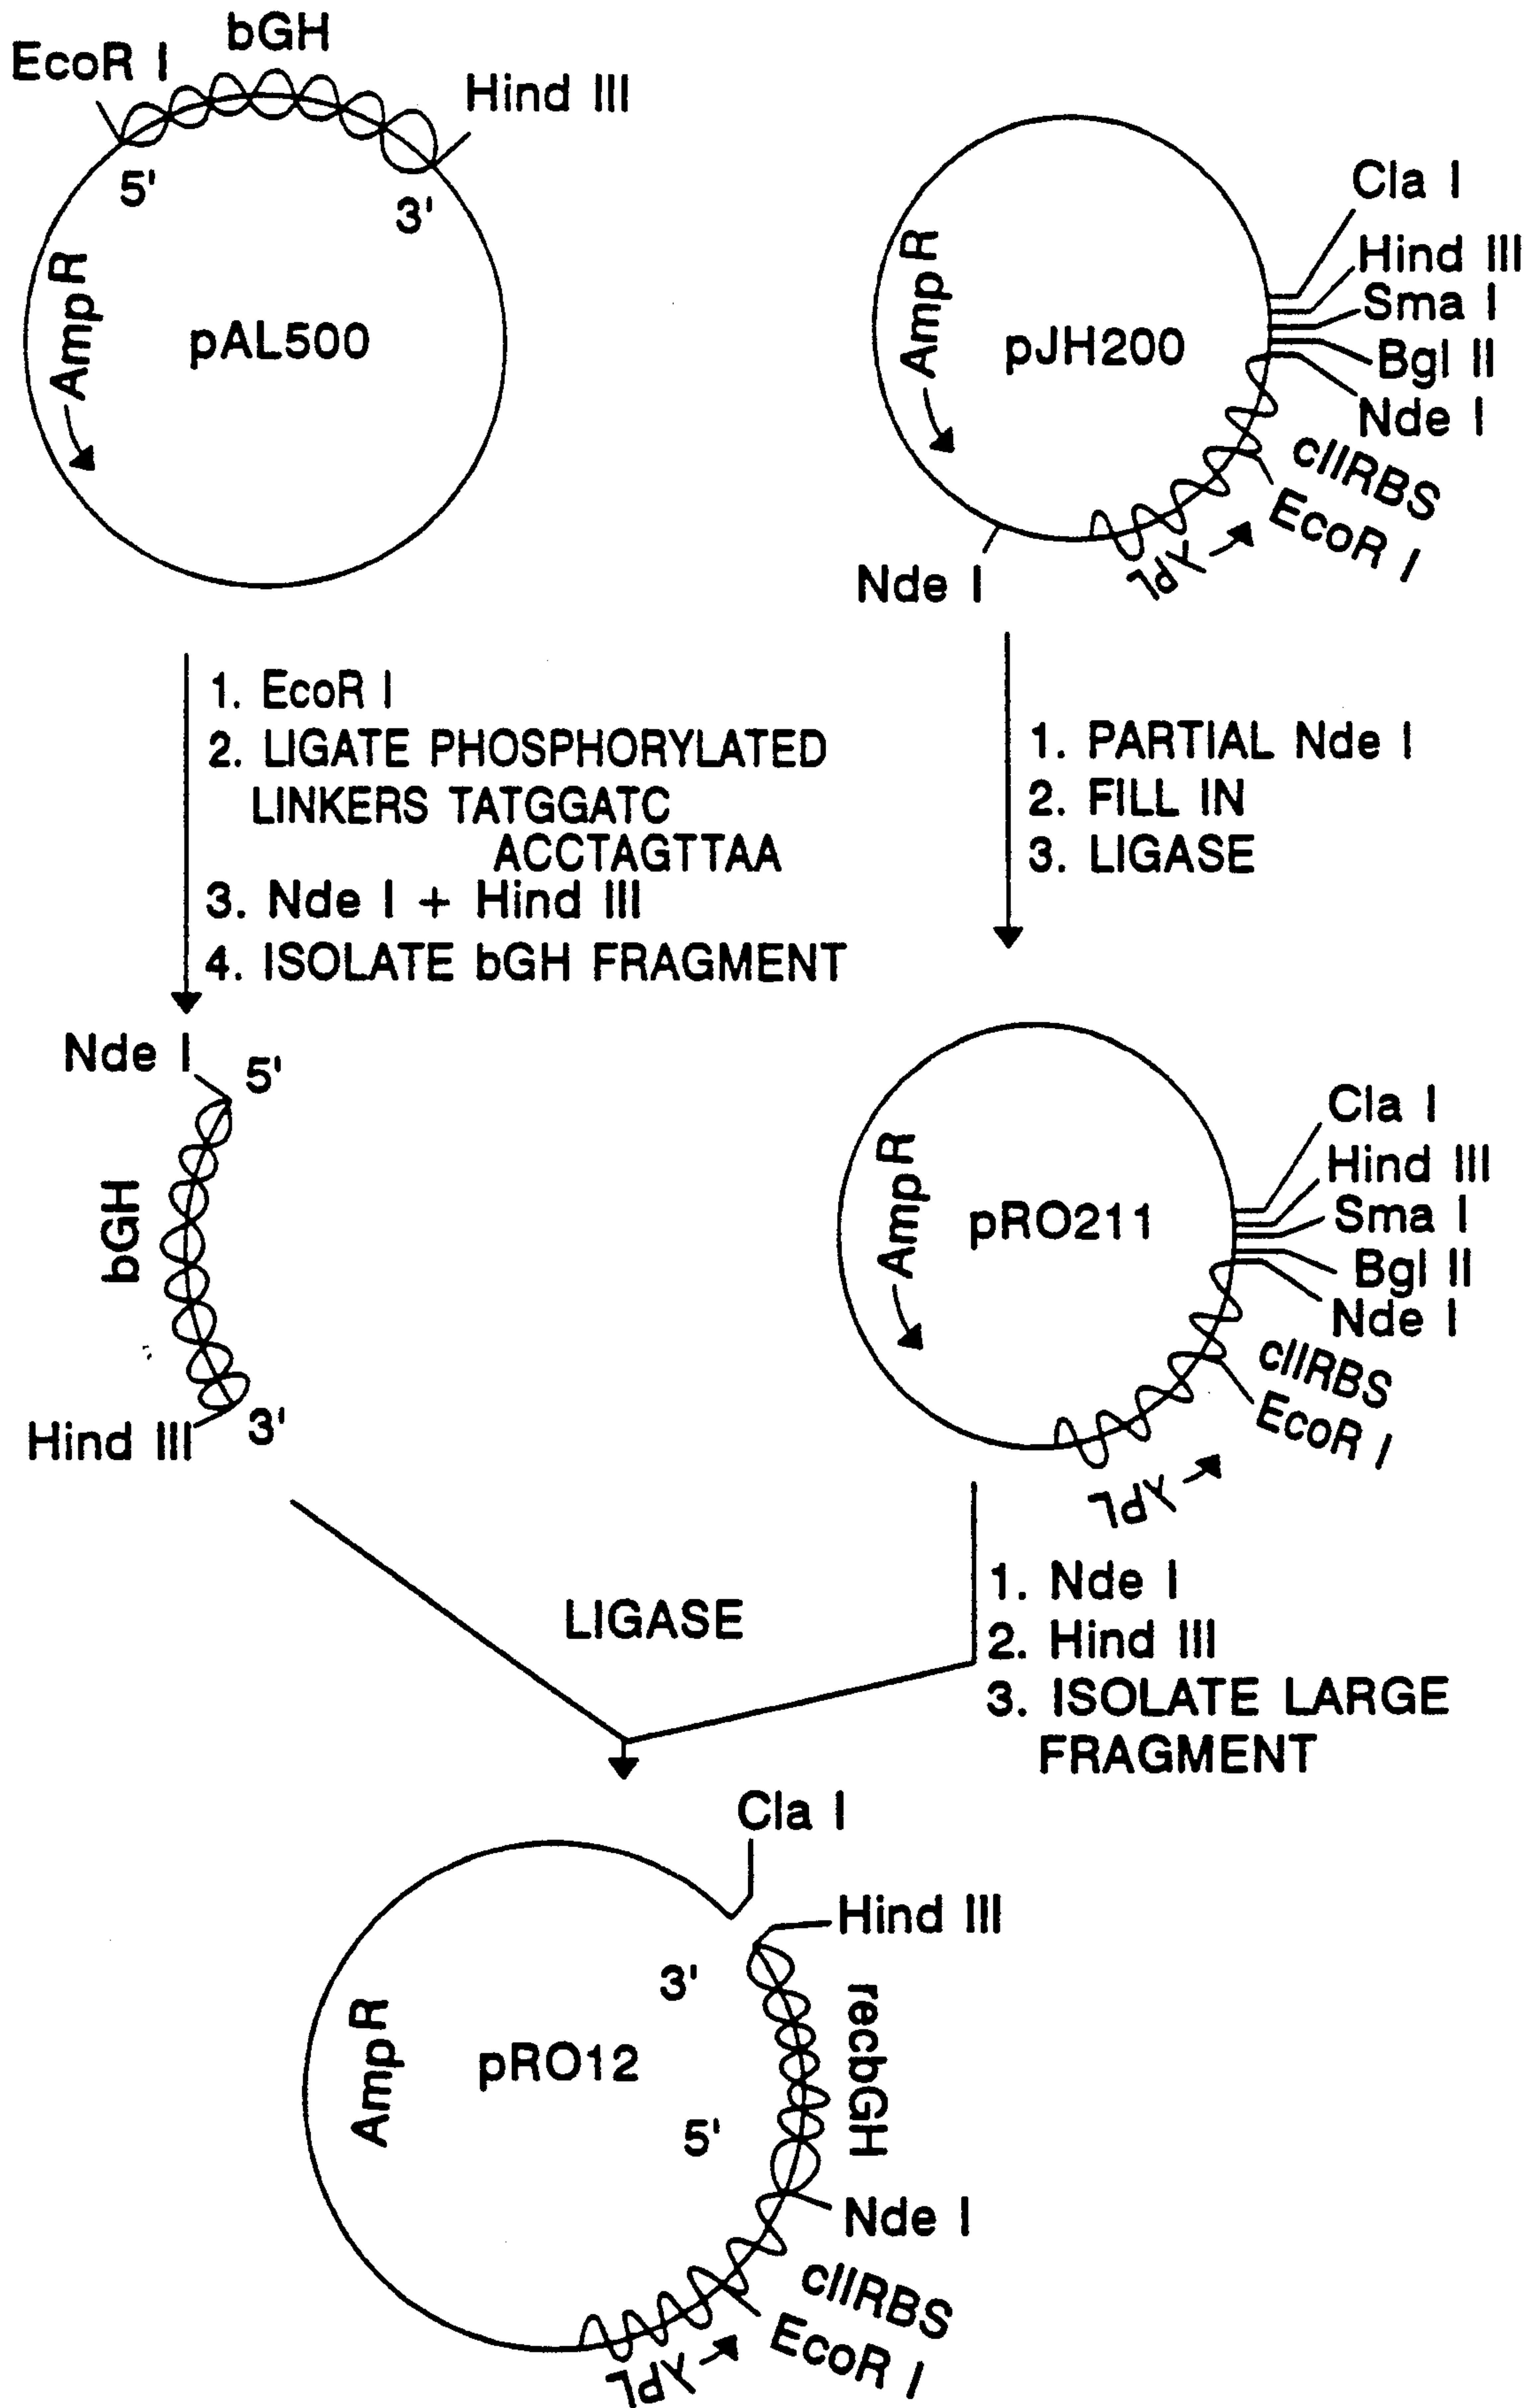 bGH
EcoR I
Hind III
5'
3'
AmpR
pAL500
Cla I
Hind III
Sma I
Bgl II
Nde I
AmpR
pJH200
cIIRBS
EcoR I
λPL
Nde I
1. EcoR I
2. LIGATE PHOSPHORYLATED
LINKERS TATGGATC
ACCTAGTTAA
3. Nde I + Hind III
4. ISOLATE bGH FRAGMENT
1. PARTIAL Nde I
2. FILL IN
3. LIGASE
Nde I
5'
bGH
Hind III
3'
Cla I
Hind III
Sma I
Bgl II
Nde I
AmpR
pRO211
cIIRBS
EcoR I
λPL
LIGASE
1. Nde I
2. Hind III
3. ISOLATE LARGE
FRAGMENT
Cla I
Hind III
3'
recbGH
AmpR
pRO12
5'
Nde I
cIIRBS
EcoR I
λPL